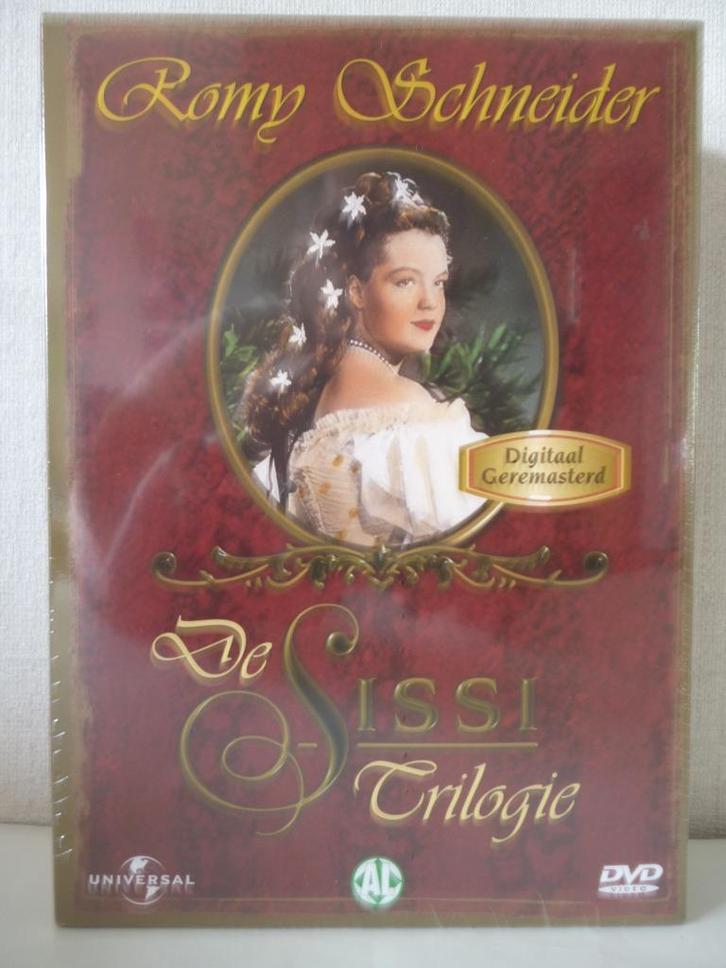 Romy Schneider
Digitaal
Geremasterd
De
SISSI
Trilogie
UNIVERSAL
AL
DVD
VIDEO